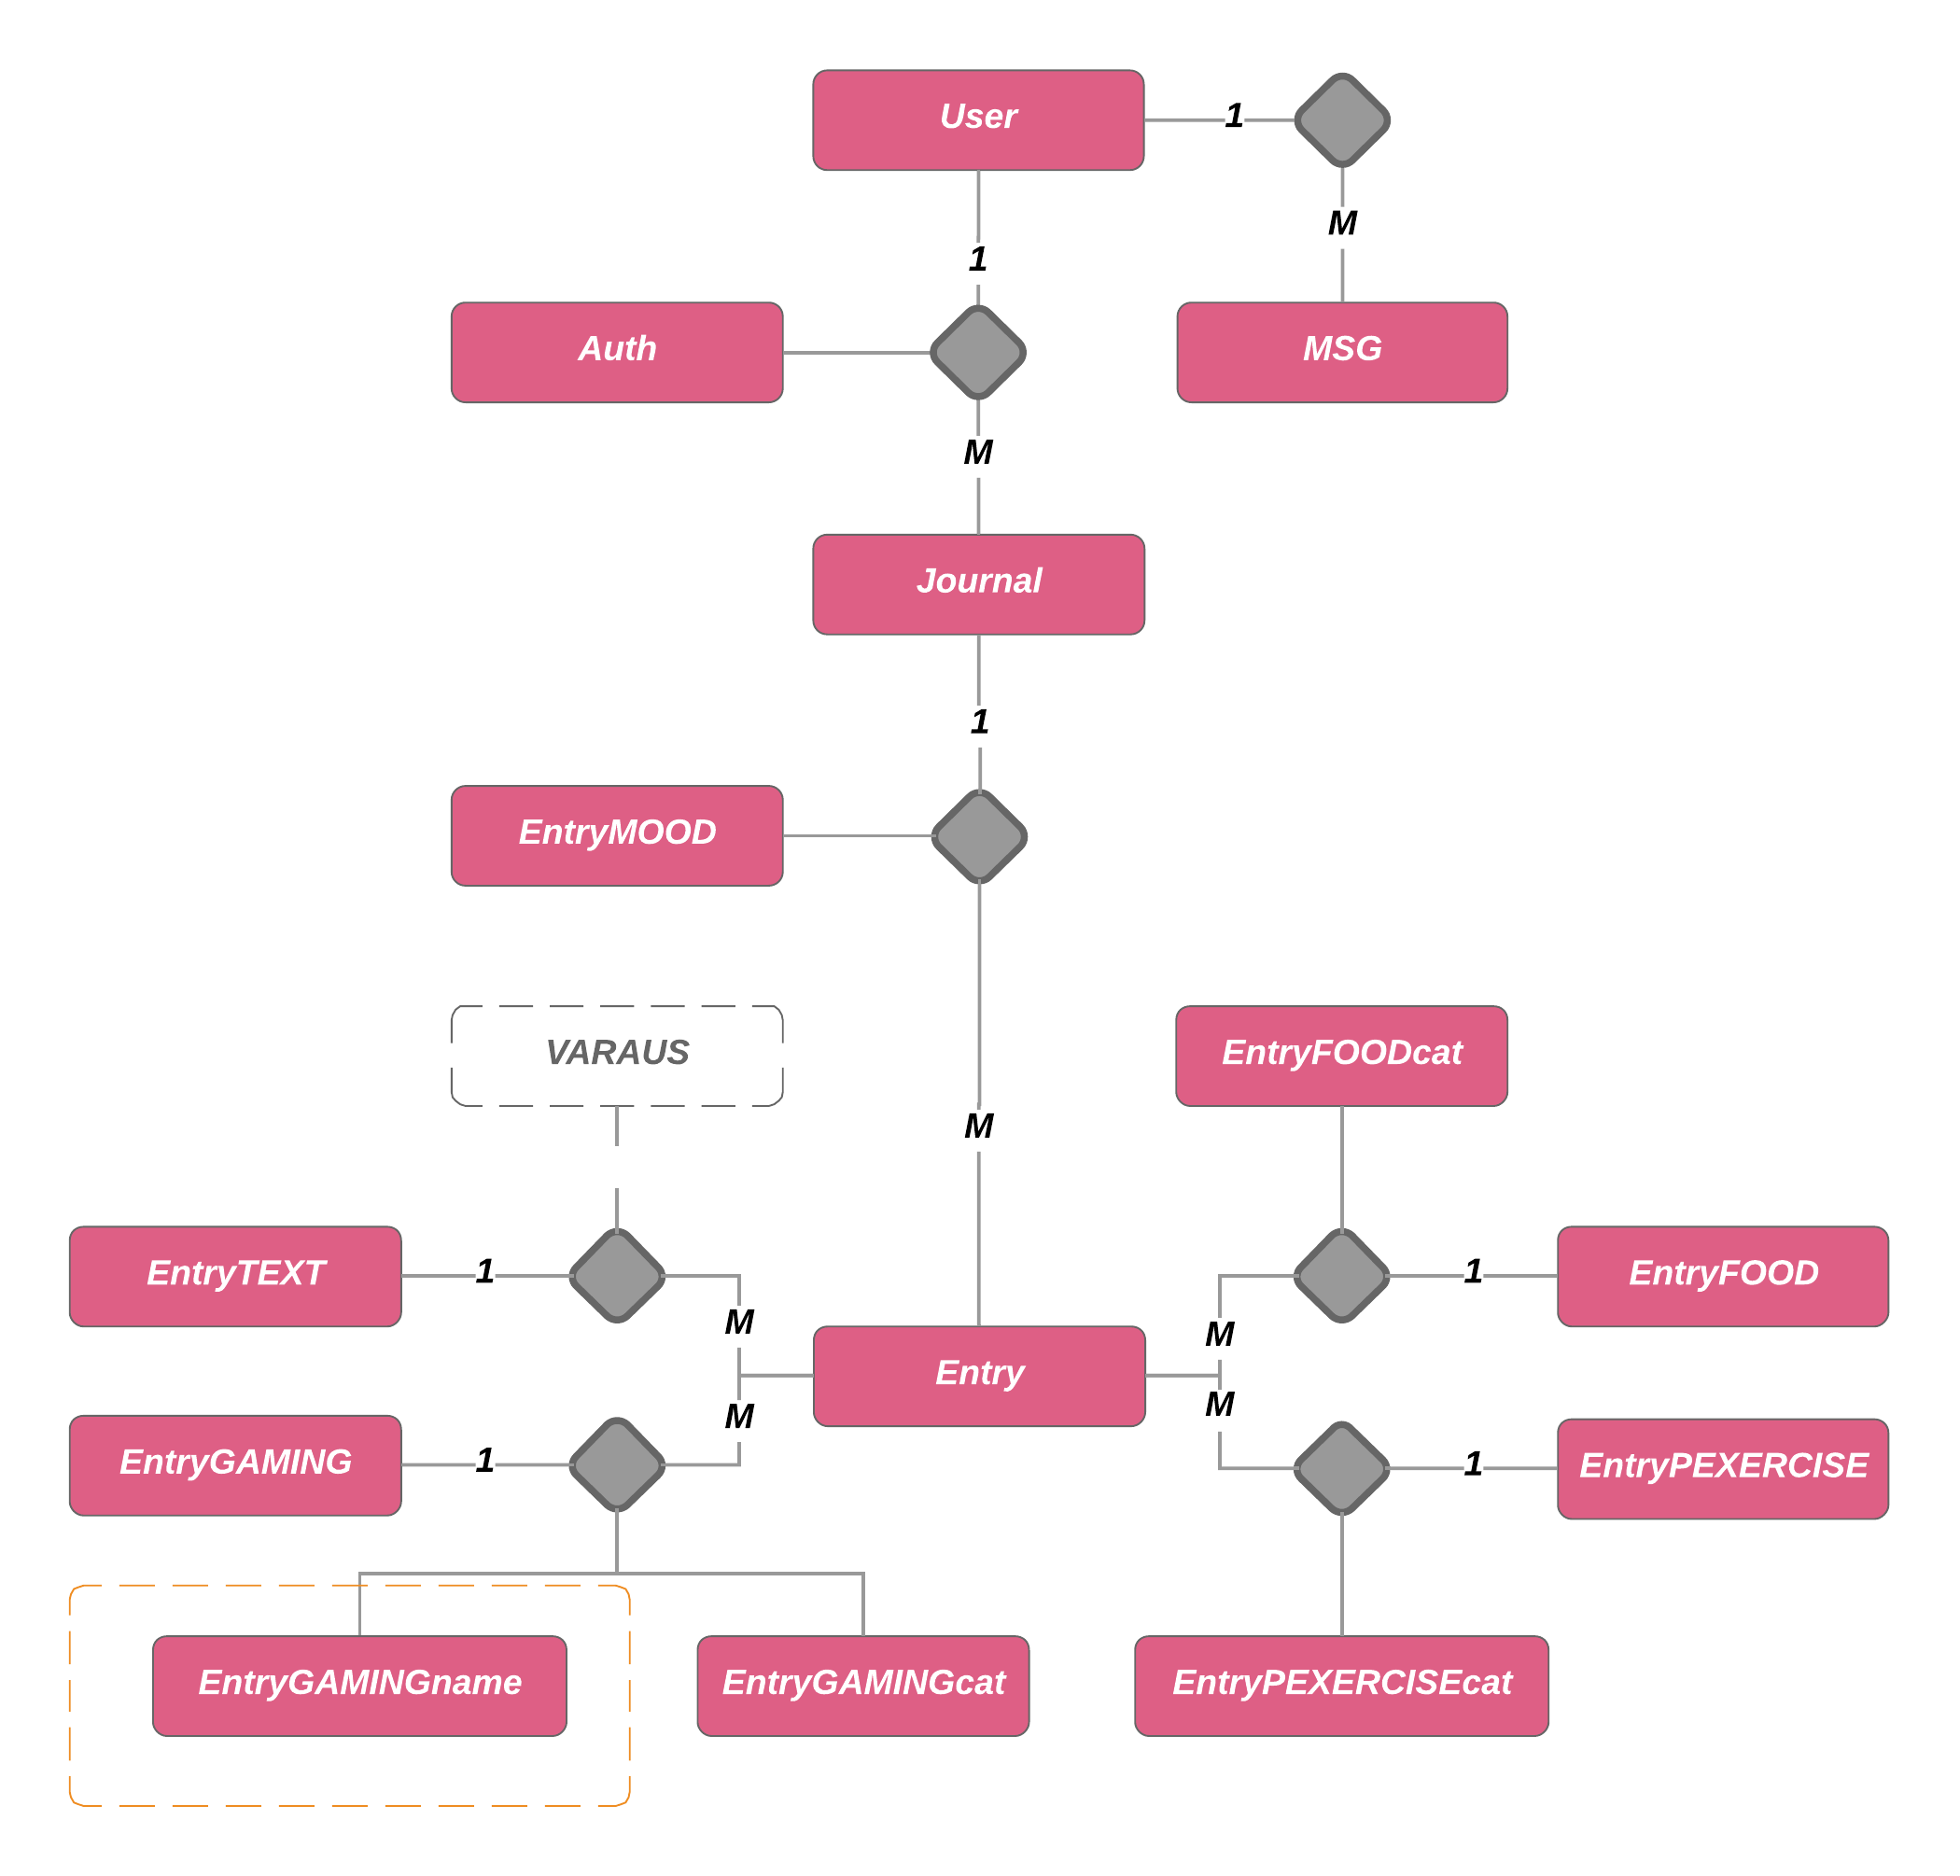 User
1
M
1
Auth
MSG
M
Journal
1
EntryMOOD
VARAUS
EntryFOODcat
M
EntryTEXT
1
M
M
1
EntryFOOD
Entry
M
M
EntryGAMING
1
1
EntryPEXERCISE
EntryGAMINGname
EntryGAMINGcat
EntryPEXERCISEcat